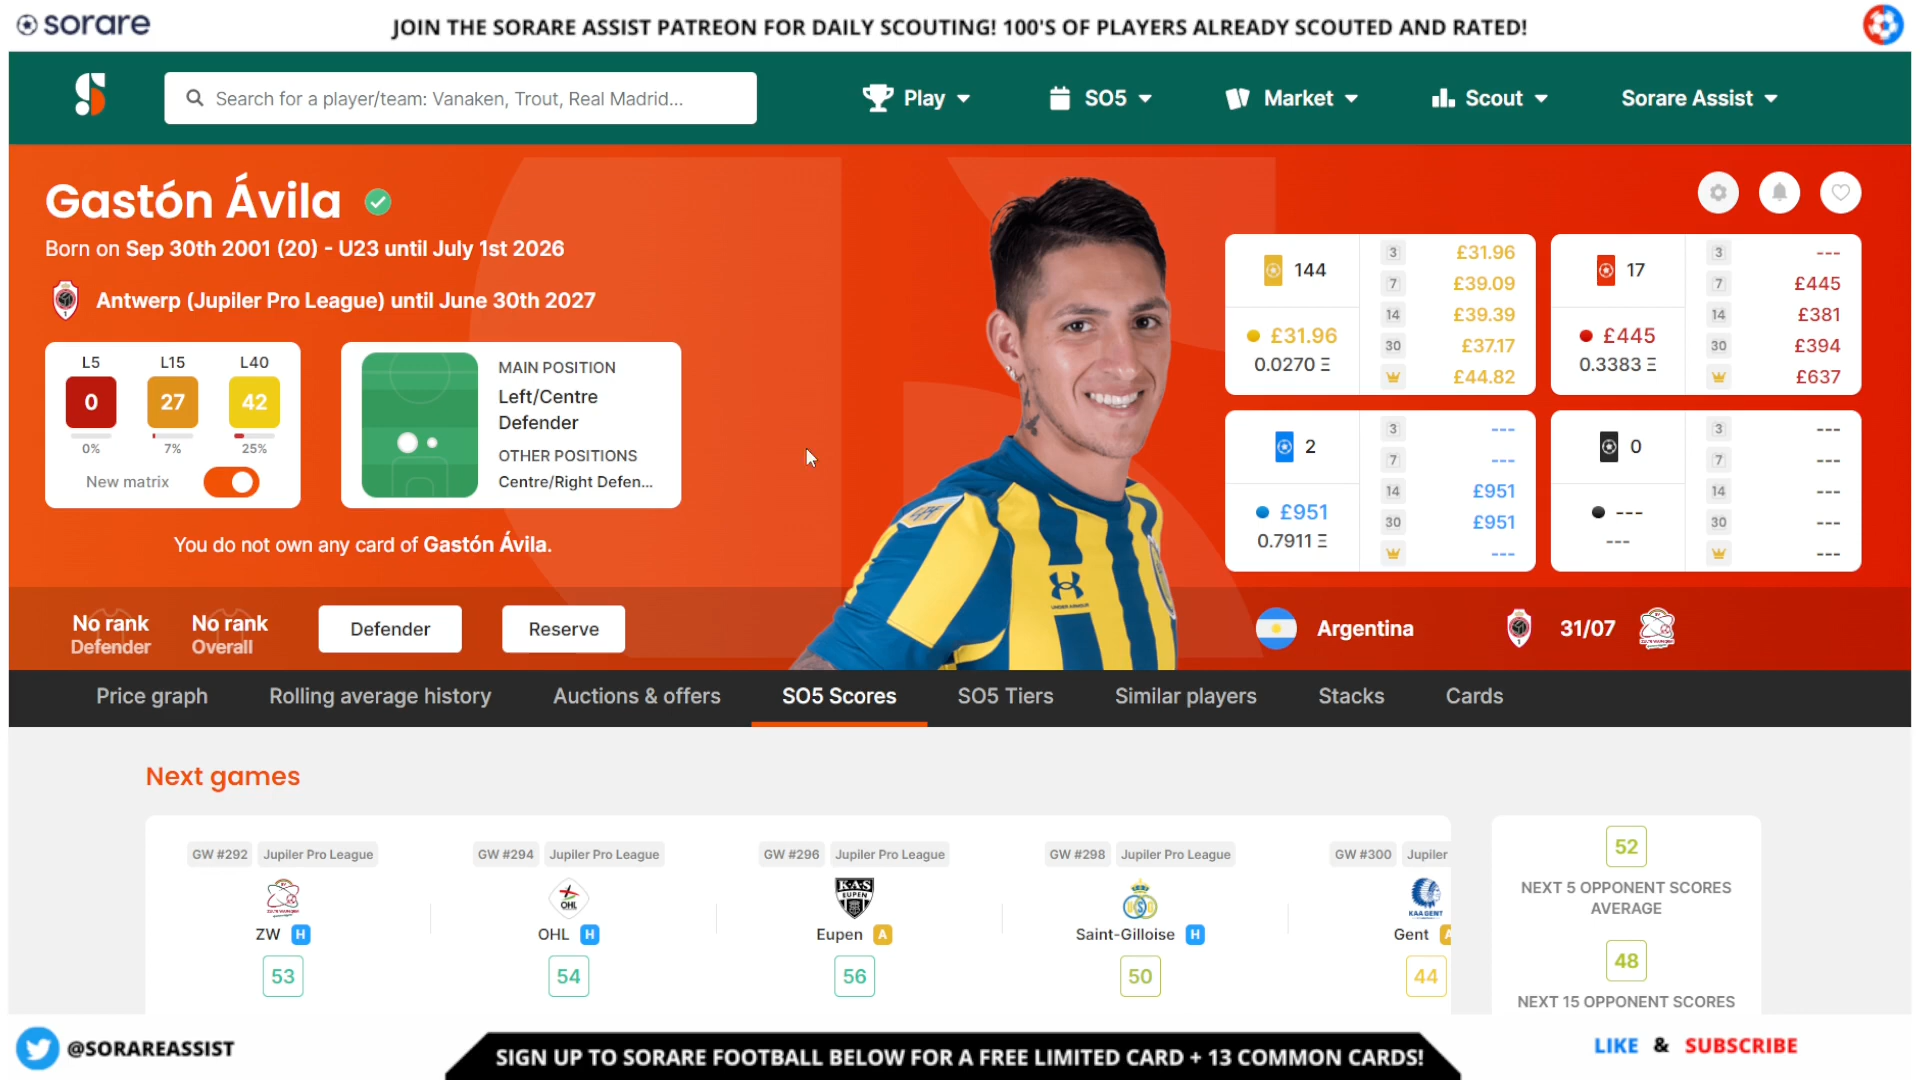 sorare
JOIN THE SORARE ASSIST PATREON FOR DAILY SCOUTING! 100'S OF PLAYERS ALREADY SCOUTED AND RATED!
Search for a player/team: Vanaken, Trout, Real Madrid...
Play
SO5
Market
Scout
Sorare Assist
Gastón Ávila
Born on Sep 30th 2001 (20) - U23 until July 1st 2026
Antwerp (Jupiler Pro League) until June 30th 2027
L5 L15 L40
0 27 42
0% 7% 25%
New matrix
MAIN POSITION
Left/Centre
Defender
OTHER POSITIONS
Centre/Right Defen...
You do not own any card of Gastón Ávila.
144
£31.96
0.0270 Ξ
3 £31.96
7 £39.09
14 £39.39
30 £37.17
£44.82
17
£445
0.3383 Ξ
3 ---
7 £445
14 £381
30 £394
£637
2
£951
0.7911 Ξ
3 ---
7 ---
14 £951
30 £951
---
0
---
---
3 ---
7 ---
14 ---
30 ---
---
UNDER ARMOUR
No rank
Defender
No rank
Overall
Defender
Reserve
Argentina
31/07
Price graph
Rolling average history
Auctions & offers
SO5 Scores
SO5 Tiers
Similar players
Stacks
Cards
Next games
GW #292 Jupiler Pro League
ZW H
53
GW #294 Jupiler Pro League
OHL
OHL H
54
GW #296 Jupiler Pro League
K·A·S
EUPEN
Eupen A
56
GW #298 Jupiler Pro League
Saint-Gilloise H
50
GW #300 Jupiler
KAA GENT
Gent A
44
52
NEXT 5 OPPONENT SCORES
AVERAGE
48
NEXT 15 OPPONENT SCORES
@SORAREASSIST
SIGN UP TO SORARE FOOTBALL BELOW FOR A FREE LIMITED CARD + 13 COMMON CARDS!
LIKE & SUBSCRIBE